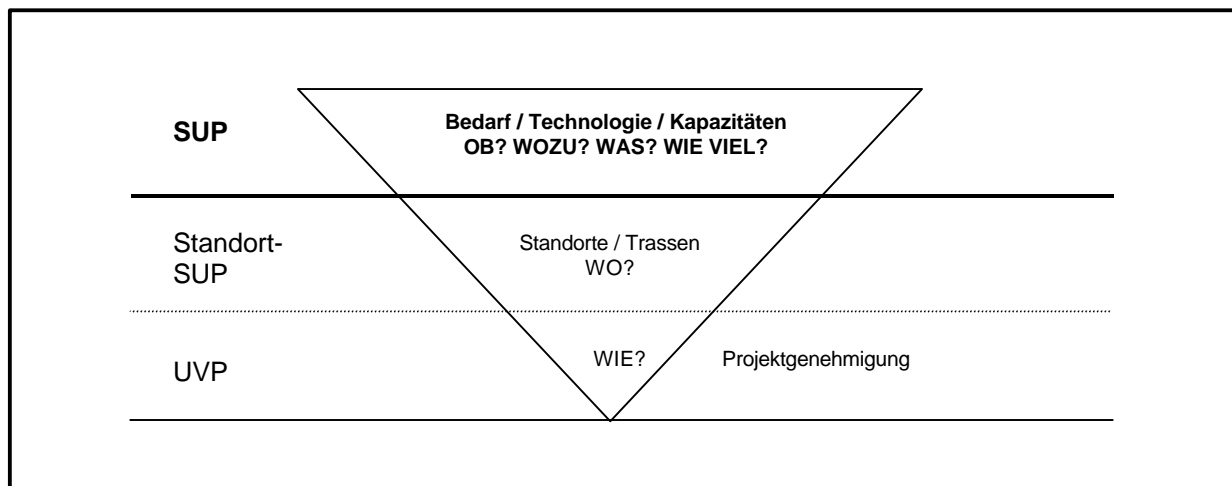 SUP
Bedarf / Technologie / Kapazitäten
OB? WOZU? WAS? WIE VIEL?
Standort-
SUP
Standorte / Trassen
WO?
UVP
WIE?
Projektgenehmigung